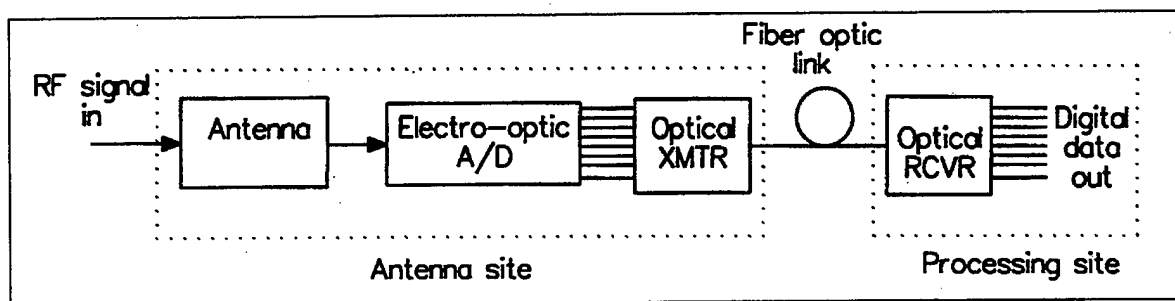 RF signal
in
Antenna
Electro-optic
A/D
Optical
XMTR
Fiber optic
link
Optical
RCVR
Digital
data
out
Antenna site
Processing site